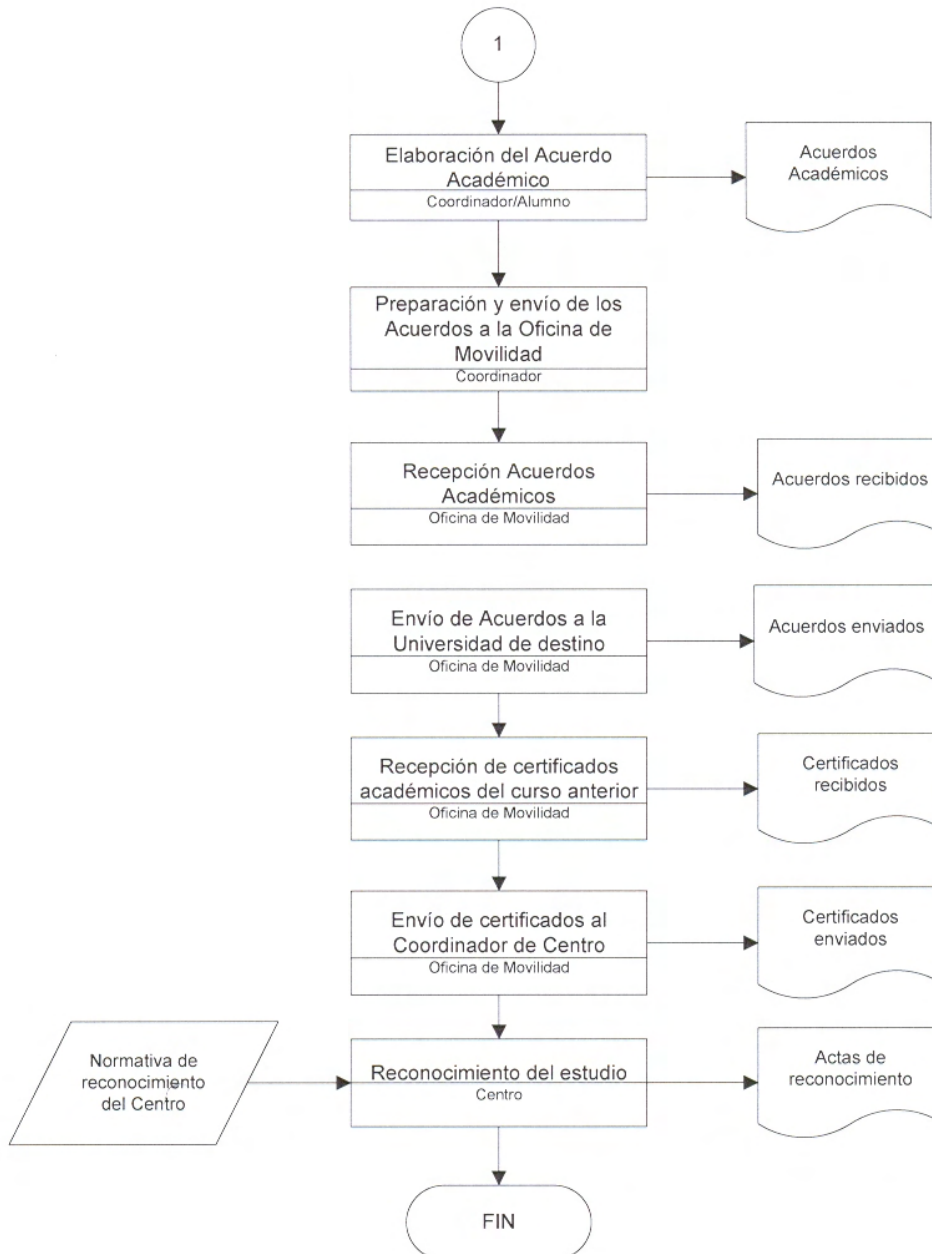 1
Elaboración del Acuerdo
Académico
Coordinador/Alumno
Acuerdos
Académicos
Preparación y envío de los
Acuerdos a la Oficina de
Movilidad
Coordinador
Recepción Acuerdos
Académicos
Oficina de Movilidad
Acuerdos recibidos
Envío de Acuerdos a la
Universidad de destino
Oficina de Movilidad
Acuerdos enviados
Recepción de certificados
académicos del curso anterior
Oficina de Movilidad
Certificados
recibidos
Envío de certificados al
Coordinador de Centro
Oficina de Movilidad
Certificados
enviados
Normativa de
reconocimiento
del Centro
Reconocimiento del estudio
Centro
Actas de
reconocimiento
FIN